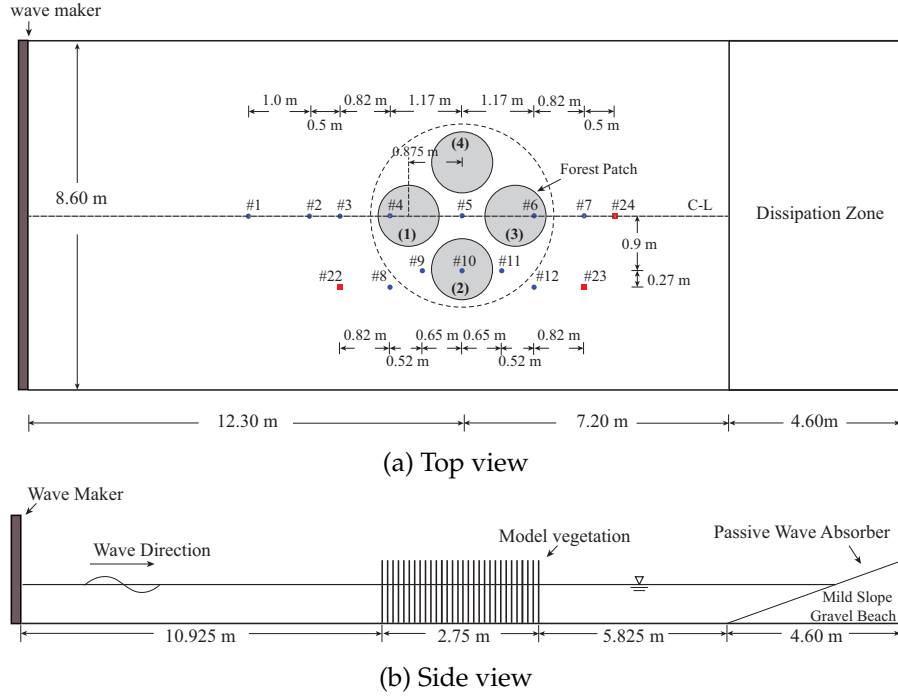 wave maker
1.0 m
0.82 m
1.17 m
1.17 m
0.82 m
0.5 m
0.5 m
(4)
0.875 m
Forest Patch
8.60 m
#1
#2
#3
#4
#5
#6
#7
#24
C-L
Dissipation Zone
(1)
(3)
0.9 m
#9
#10
#11
#22
#8
(2)
#12
#23
0.27 m
0.82 m
0.65 m
0.65 m
0.82 m
0.52 m
0.52 m
12.30 m
7.20 m
4.60m
(a) Top view
Wave Maker
Model vegetation
Passive Wave Absorber
Wave Direction
Mild Slope
Gravel Beach
10.925 m
2.75 m
5.825 m
4.60 m
(b) Side view